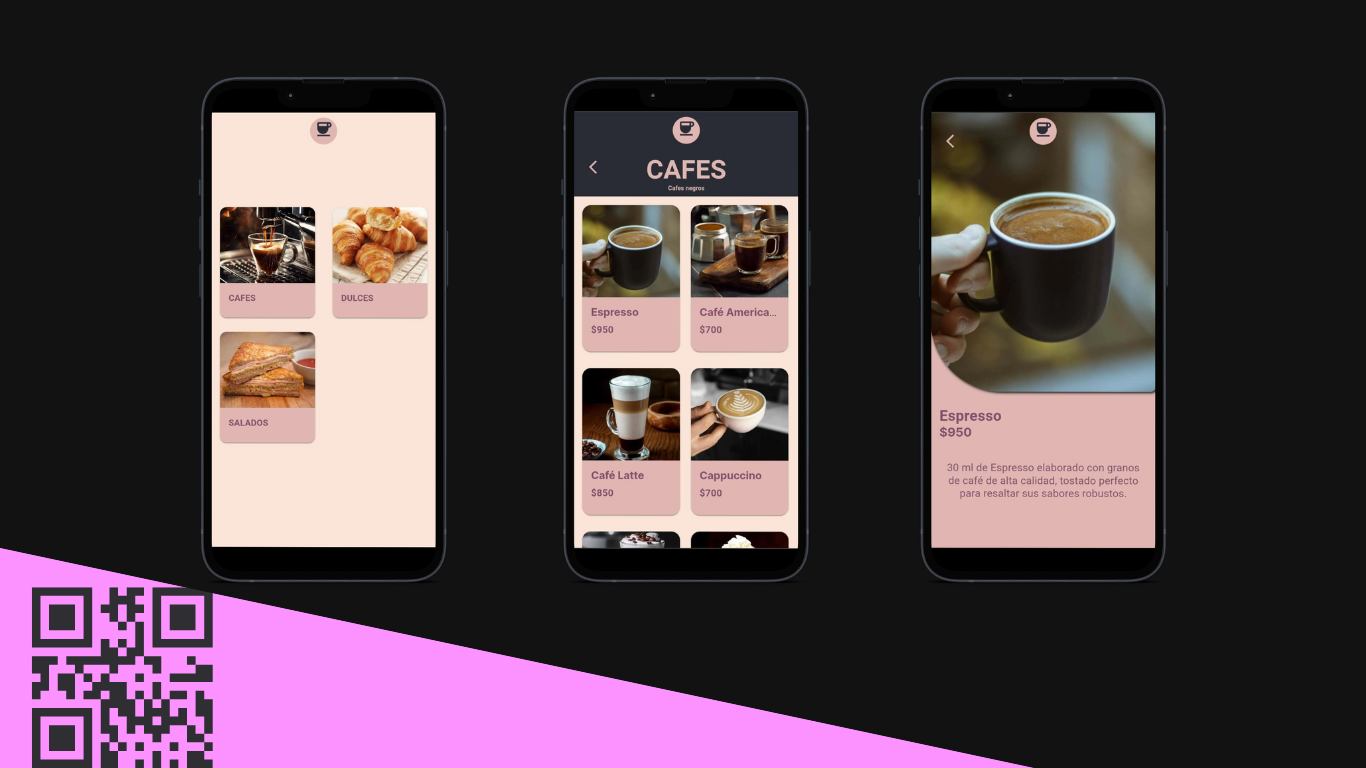 CAFES
DULCES
SALADOS
CAFES
Cafes negros
Espresso
$950
Café America...
$700
Café Latte
$850
Cappuccino
$700
Espresso
$950
30 ml de Espresso elaborado con granos
de café de alta calidad, tostado perfecto
para resaltar sus sabores robustos.